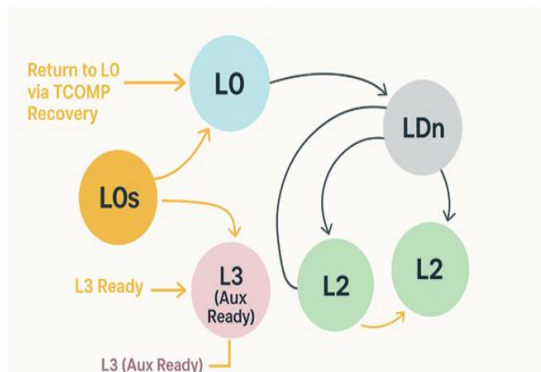 Return to L0
via TCOMP
Recovery
L0
LDn
L0s
L3
(Aux
Ready)
L2
L2
L3 Ready
L3 (Aux Ready)